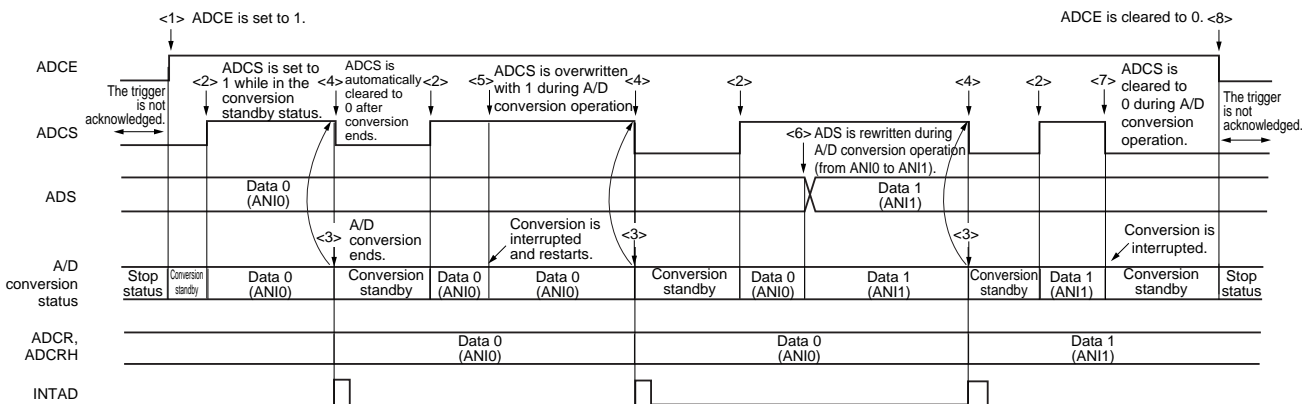 <1> ADCE is set to 1.
ADCE is cleared to 0. <8>
ADCE
The trigger
is not
acknowledged.
<2>
ADCS is set to
1 while in the
conversion
standby status.
<4>
ADCS is
automatically
cleared to
0 after
conversion
ends.
<2>
<5>
ADCS is overwritten
with 1 during A/D
conversion operation.
<4>
<2>
<4>
<2>
<7>
ADCS is
cleared to
0 during A/D
conversion
operation.
The trigger
is not
acknowledged.
ADCS
<6> ADS is rewritten during
A/D conversion operation
(from ANI0 to ANI1).
ADS
Data 0
(ANI0)
Data 1
(ANI1)
<3>
A/D
conversion
ends.
Conversion is
interrupted
and restarts.
<3>
<3>
Conversion is
interrupted.
A/D
conversion
status
Stop
status
Conversion
standby
Data 0
(ANI0)
Conversion
standby
Data 0
(ANI0)
Data 0
(ANI0)
Conversion
standby
Data 0
(ANI0)
Data 1
(ANI1)
Conversion
standby
Data 1
(ANI1)
Conversion
standby
Stop
status
ADCR,
ADCRH
Data 0
(ANI0)
Data 0
(ANI0)
Data 1
(ANI1)
INTAD